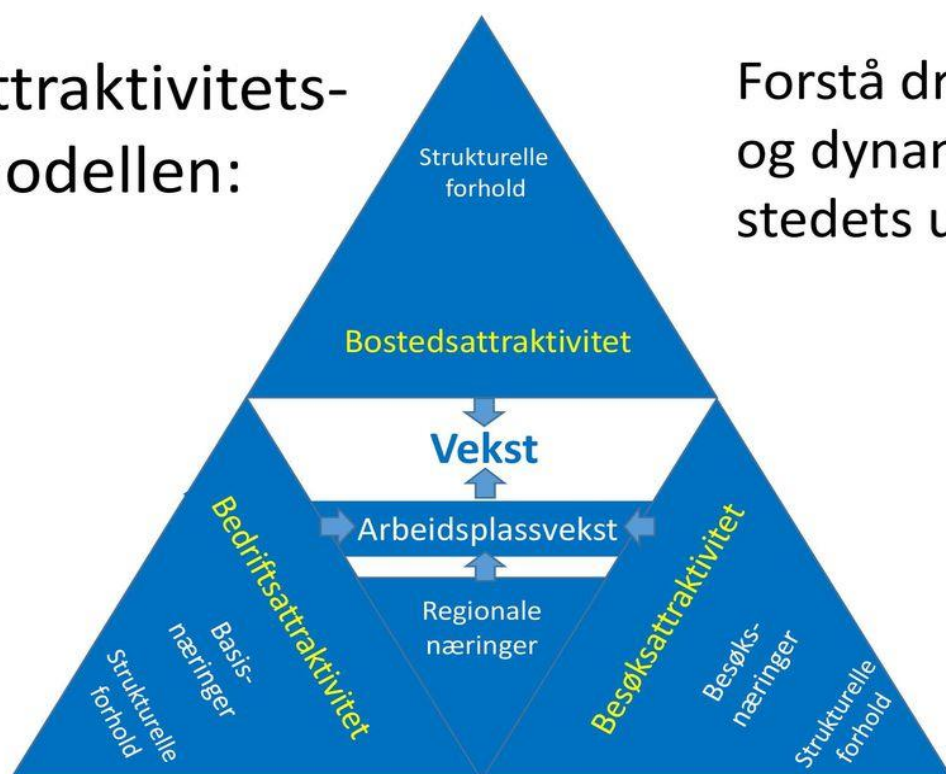 ttraktivitets-
odellen:
Forstå dr
og dynar
stedets u
Strukturelle
forhold
Bostedsattraktivitet
Vekst
Arbeidsplassvekst
Regionale
næringer
Bedriftsattraktivitet
Basis-
næringer
Strukturelle
forhold
Besøksattraktivitet
Besøks-
næringer
Strukturelle
forhold